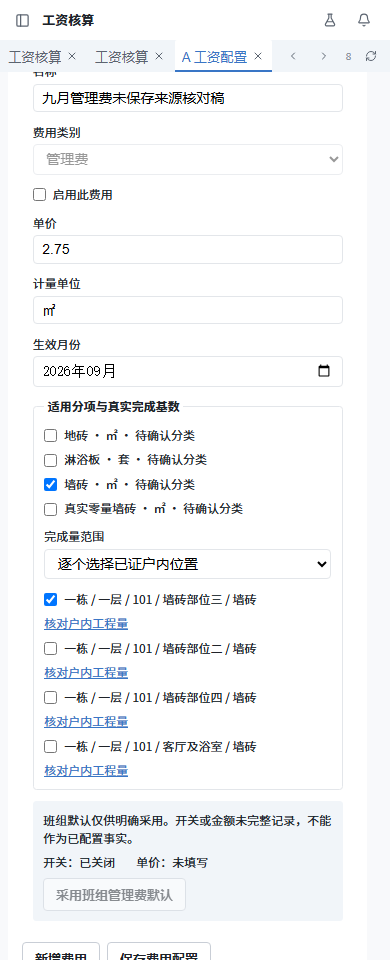 工资核算
工资核算 工资核算 A 工资配置 8
名称
九月管理费未保存来源核对稿
费用类别
管理费
启用此费用
单价
2.75
计量单位
㎡
生效月份
2026年09月
适用分项与真实完成基数
地砖 · ㎡ · 待确认分类
淋浴板 · 套 · 待确认分类
墙砖 · ㎡ · 待确认分类
真实零量墙砖 · ㎡ · 待确认分类
完成量范围
逐个选择已证户内位置
一栋 / 一层 / 101 / 墙砖部位三 / 墙砖
核对户内工程量
一栋 / 一层 / 101 / 墙砖部位二 / 墙砖
核对户内工程量
一栋 / 一层 / 101 / 墙砖部位四 / 墙砖
核对户内工程量
一栋 / 一层 / 101 / 客厅及浴室 / 墙砖
核对户内工程量
班组默认仅供明确采用。开关或金额未完整记录，不能
作为已配置事实。
开关：已关闭 单价：未填写
采用班组管理费默认
新增费用 保存费用配置